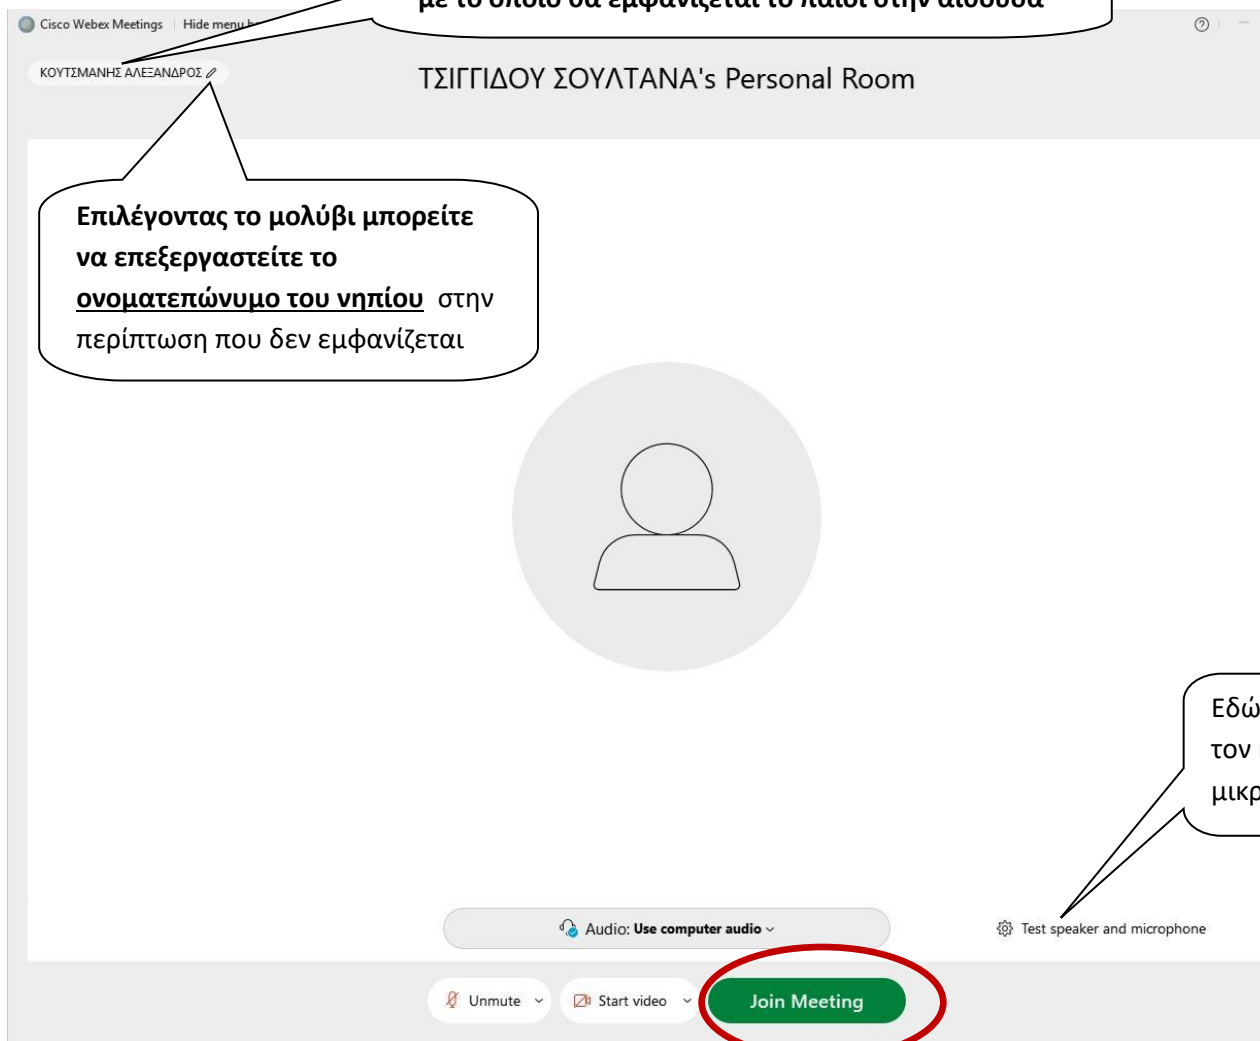 με το οποίο θα εμφανίζεται το παιδί στην αίθουσα
Cisco Webex Meetings Hide menu
ΚΟΥΤΣΜΑΝΗΣ ΑΛΕΞΑΝΔΡΟΣ
ΤΣΙΓΓΙΔΟΥ ΣΟΥΛΤΑΝΑ's Personal Room
Επιλέγοντας το μολύβι μπορείτε
να επεξεργαστείτε το
ονοματεπώνυμο του νηπίου στην
περίπτωση που δεν εμφανίζεται
Εδώ
τον
Audio: Use computer audio
Test speaker and microphone
Unmute
Start video
Join Meeting